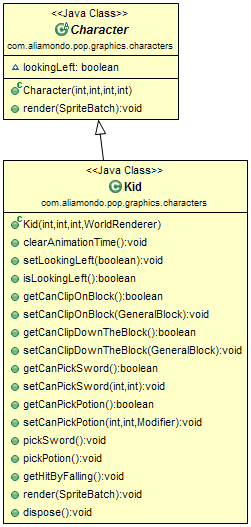 <<Java Class>>
Character
com.aliamondo.pop.graphics.characters
lookingLeft: boolean
Character(int,int,int,int)
render(SpriteBatch):void
<<Java Class>>
Kid
com.aliamondo.pop.graphics.characters
Kid(int,int,int,WorldRenderer)
clearAnimationTime():void
setLookingLeft(boolean):void
isLookingLeft():boolean
getCanClipOnBlock():boolean
setCanClipOnBlock(GeneralBlock):void
getCanClipDownTheBlock():boolean
setCanClipDownTheBlock(GeneralBlock):void
getCanPickSword():boolean
setCanPickSword(int,int):void
getCanPickPotion():boolean
setCanPickPotion(int,int,Modifier):void
pickSword():void
pickPotion():void
getHitByFalling():void
render(SpriteBatch):void
dispose():void